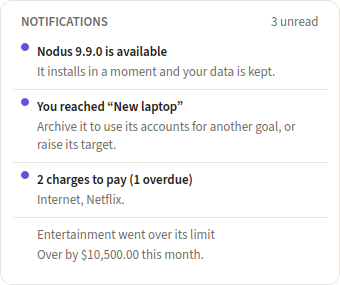 NOTIFICATIONS 3 unread
Nodus 9.9.0 is available
It installs in a moment and your data is kept.
You reached “New laptop”
Archive it to use its accounts for another goal, or
raise its target.
2 charges to pay (1 overdue)
Internet, Netflix.
Entertainment went over its limit
Over by $10,500.00 this month.